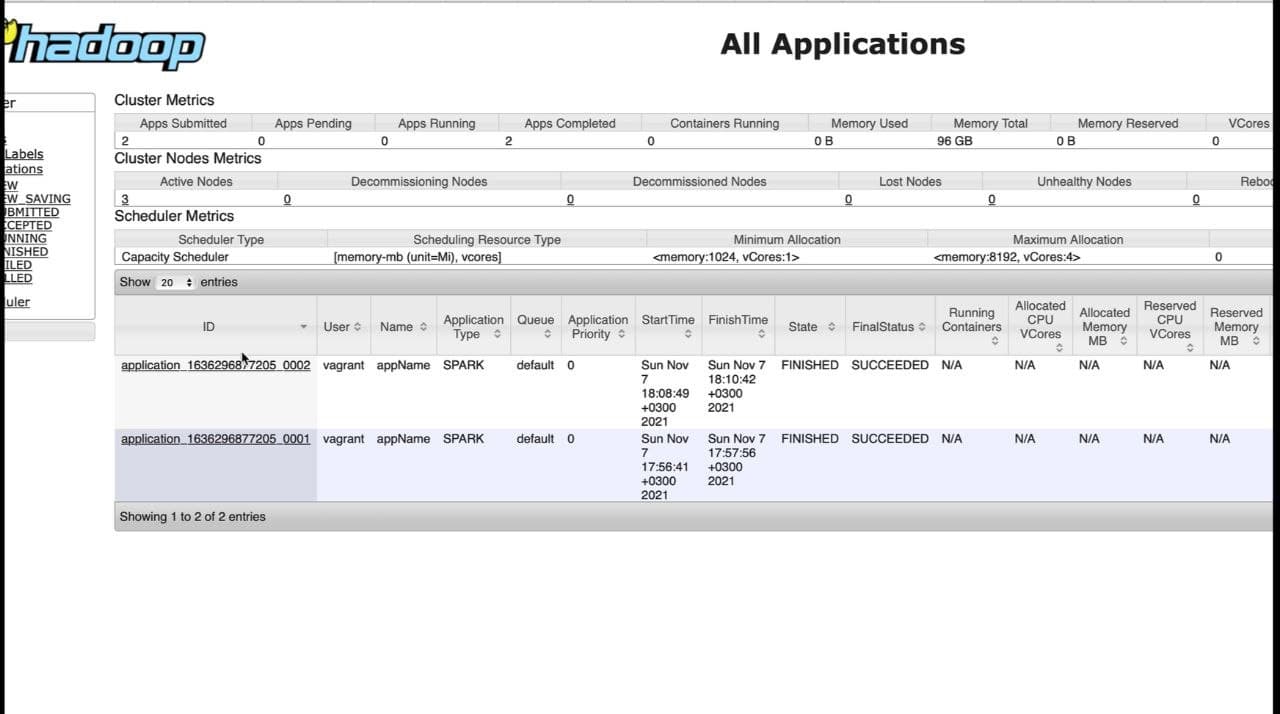 hadoop
All Applications
er
Labels
ations
EW
EW_SAVING
UBMITTED
CCEPTED
UNNING
NISHED
ILED
LLED
uler
Cluster Metrics
Apps Submitted Apps Pending Apps Running Apps Completed Containers Running Memory Used Memory Total Memory Reserved VCores
2 0 0 2 0 0 B 96 GB 0 B 0
Cluster Nodes Metrics
Active Nodes Decommissioning Nodes Decommissioned Nodes Lost Nodes Unhealthy Nodes Reboo
3 0 0 0 0 0
Scheduler Metrics
Scheduler Type Scheduling Resource Type Minimum Allocation Maximum Allocation
Capacity Scheduler [memory-mb (unit=Mi), vcores] <memory:1024, vCores:1> <memory:8192, vCores:4> 0
Show 20 entries
ID User Name Application Type Queue Application Priority StartTime FinishTime State FinalStatus Running Containers Allocated CPU VCores Allocated Memory MB Reserved CPU VCores Reserved Memory MB
application_1636296877205_0002 vagrant appName SPARK default 0 Sun Nov 7 18:08:49 +0300 2021 Sun Nov 7 18:10:42 +0300 2021 FINISHED SUCCEEDED N/A N/A N/A N/A N/A
application_1636296877205_0001 vagrant appName SPARK default 0 Sun Nov 7 17:56:41 +0300 2021 Sun Nov 7 17:57:56 +0300 2021 FINISHED SUCCEEDED N/A N/A N/A N/A N/A
Showing 1 to 2 of 2 entries